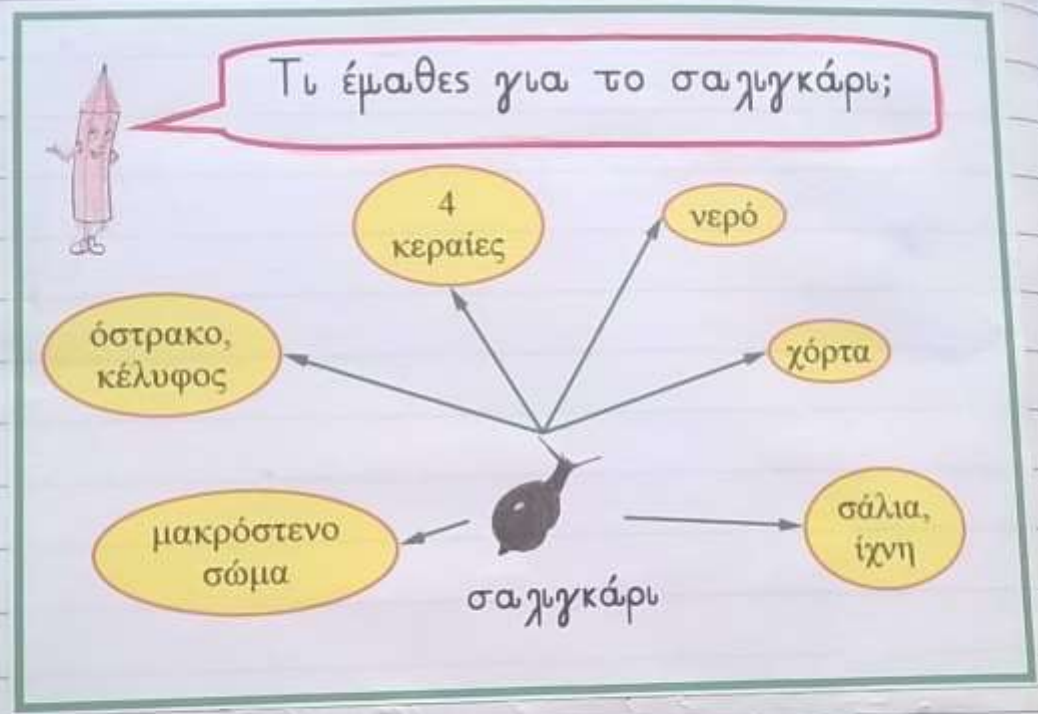 Τι έμαθες για το σαλιγκάρι;
4
κεραίες
νερό
όστρακο,
κέλυφος
χόρτα
μακρόστενο
σώμα
σάλια,
ίχνη
σαλιγκάρι